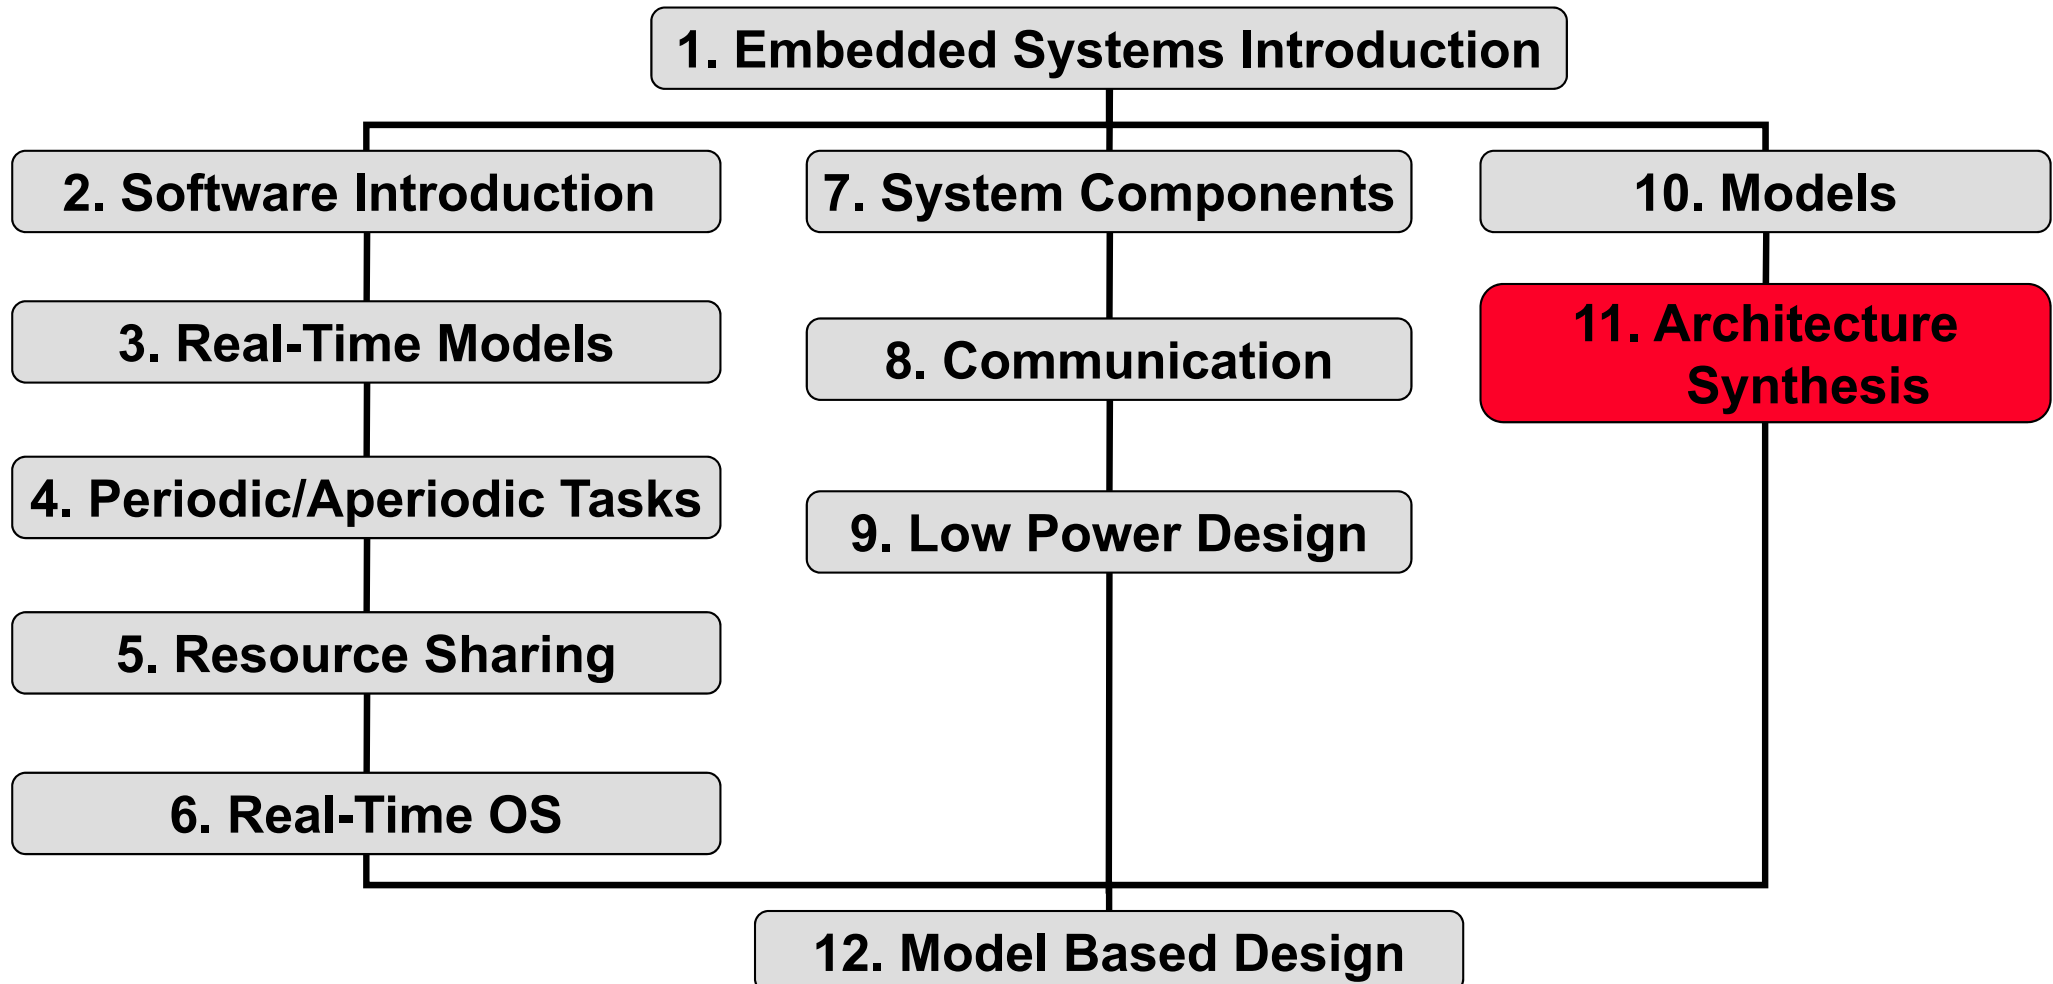 1. Embedded Systems Introduction
2. Software Introduction
7. System Components
10. Models
3. Real-Time Models
8. Communication
11. Architecture
Synthesis
4. Periodic/Aperiodic Tasks
9. Low Power Design
5. Resource Sharing
6. Real-Time OS
12. Model Based Design